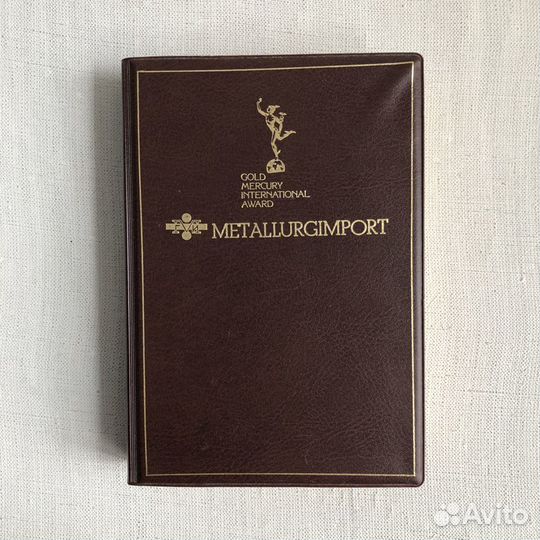 GOLD
MERCURY
INTERNATIONAL
AWARD
METALLURGIMPORT
Avito